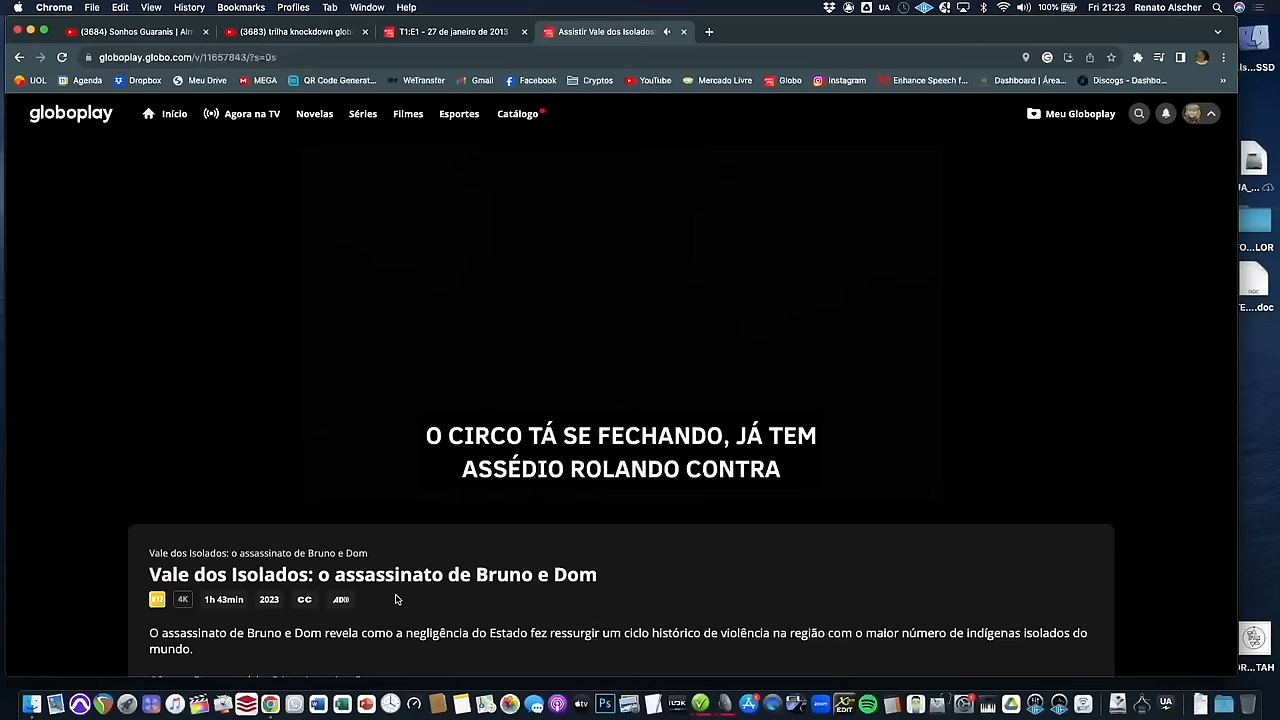 Chrome File Edit View History Bookmarks Profiles Tab Window Help UA 100% Fri 21:23 Renato Alscher
(3684) Sonhos Guaranis | Alm (3683) trilha knockdown glob T1:E1 - 27 de janeiro de 2013 Assistir Vale dos Isolados:
globoplay.globo.com/v/11657843/?s=0s
UOL Agenda Dropbox Meu Drive MEGA QR Code Generat... WeTransfer Gmail Facebook Cryptos YouTube Mercado Livre Globo Instagram Enhance Speech f... Dashboard | Área... Discogs - Dashbo...
globoplay Início Agora na TV Novelas Séries Filmes Esportes Catálogo Meu Globoplay
O CIRCO TÁ SE FECHANDO, JÁ TEM
ASSÉDIO ROLANDO CONTRA
Vale dos Isolados: o assassinato de Bruno e Dom
Vale dos Isolados: o assassinato de Bruno e Dom
4K 1h 43min 2023 CC AD
O assassinato de Bruno e Dom revela como a negligência do Estado fez ressurgir um ciclo histórico de violência na região com o maior número de indígenas isolados do
mundo.